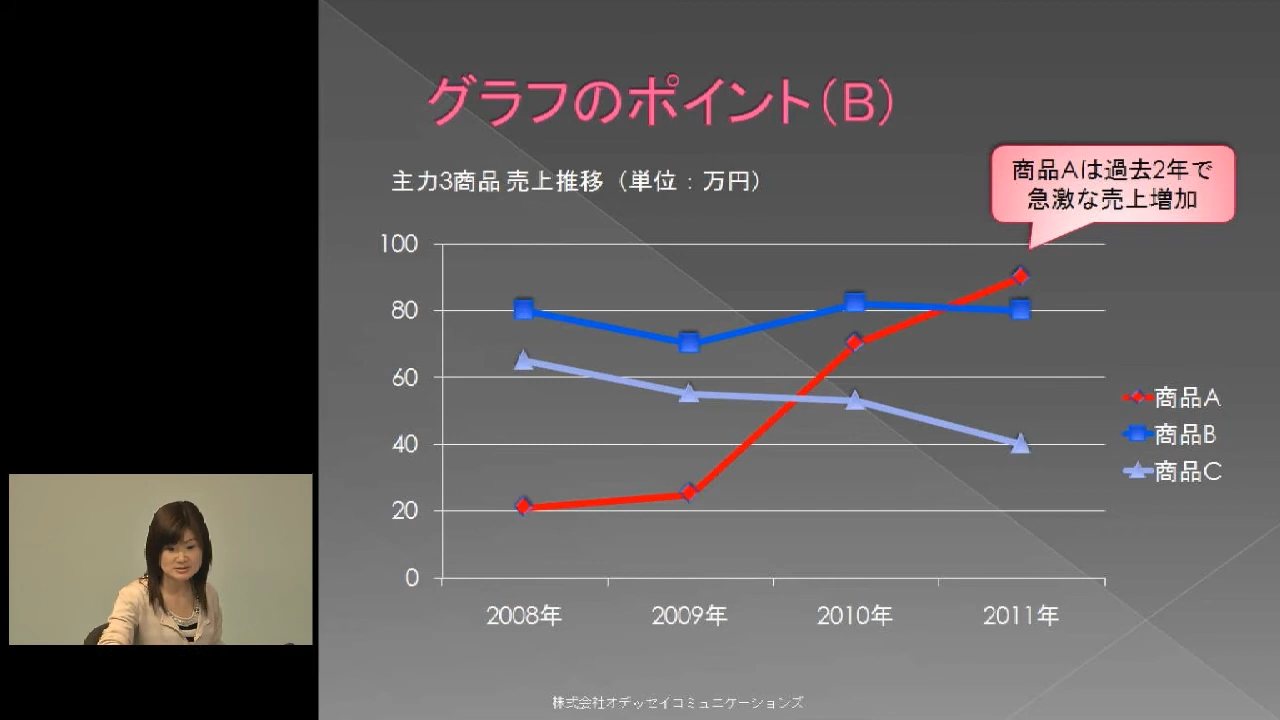 グラフのポイント（B）
主力3商品 売上推移（単位：万円）
商品Aは過去2年で
急激な売上増加
100
80
60
40
20
0
2008年 2009年 2010年 2011年
商品A
商品B
商品C
株式会社オデッセイコミュニケーションズ